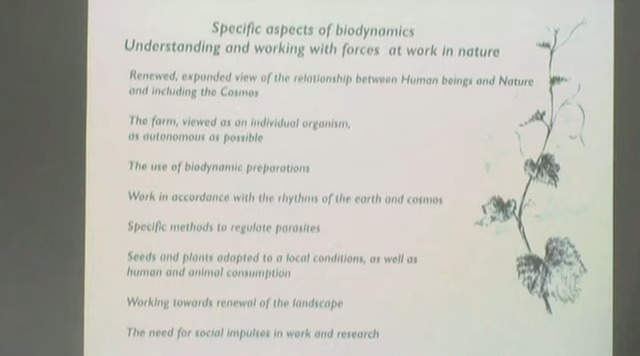 Specific aspects of biodynamics
Understanding and working with forces at work in nature
Renewed, expanded view of the relationship between Human beings and Nature
and including the Cosmos
The farm, viewed as an individual organism,
as autonomous as possible
The use of biodynamic preparations
Work in accordance with the rhythms of the earth and cosmos
Specific methods to regulate parasites
Seeds and plants adapted to a local conditions, as well as
human and animal consumption
Working towards renewal of the landscape
The need for social impulses in work and research